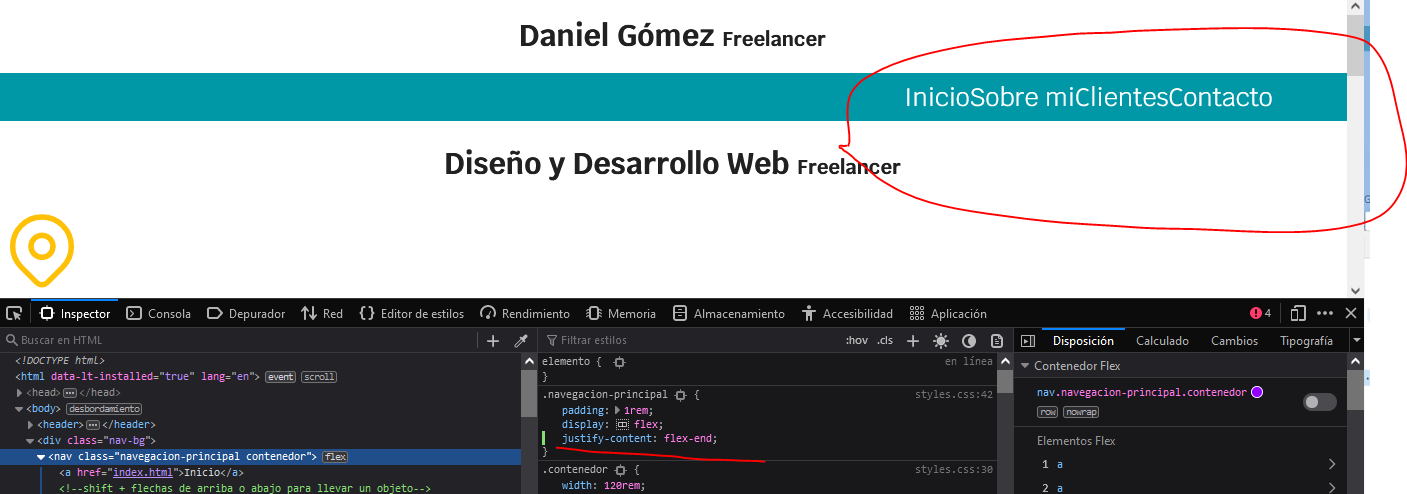 Daniel Gómez Freelancer
InicioSobre miClientesContacto
Diseño y Desarrollo Web Freelancer
Inspector Consola Depurador Red Editor de estilos Rendimiento Memoria Almacenamiento Accesibilidad Aplicación 4
Buscar en HTML
<!DOCTYPE html>
<html data-lt-installed="true" lang="en"> event scroll
<head> </head>
<body> desbordamiento
<header> </header>
<div class="nav-bg">
<nav class="navegacion-principal contenedor"> flex
<a href="index.html">Inicio</a>
<!--shift + flechas de arriba o abajo para llevar un objeto-->
Filtrar estilos :hov .cls
elemento { en línea
}
.navegacion-principal { styles.css:42
padding: 1rem;
display: flex;
justify-content: flex-end;
}
.contenedor { styles.css:30
width: 120rem;
Disposición Calculado Cambios Tipografía
Contenedor Flex
nav.navegacion-principal.contenedor
row nowrap
Elementos Flex
1 a
2 a